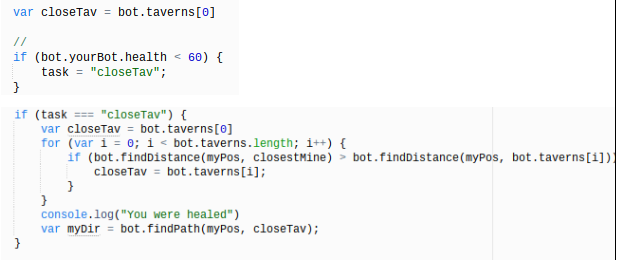 var closeTav = bot.taverns[0]
//
if (bot.yourBot.health < 60) {
task = "closeTav";
}
if (task === "closeTav") {
var closeTav = bot.taverns[0]
for (var i = 0; i < bot.taverns.length; i++) {
if (bot.findDistance(myPos, closestMine) > bot.findDistance(myPos, bot.taverns[i]))
closeTav = bot.taverns[i];
}
}
console.log("You were healed")
var myDir = bot.findPath(myPos, closeTav);
}